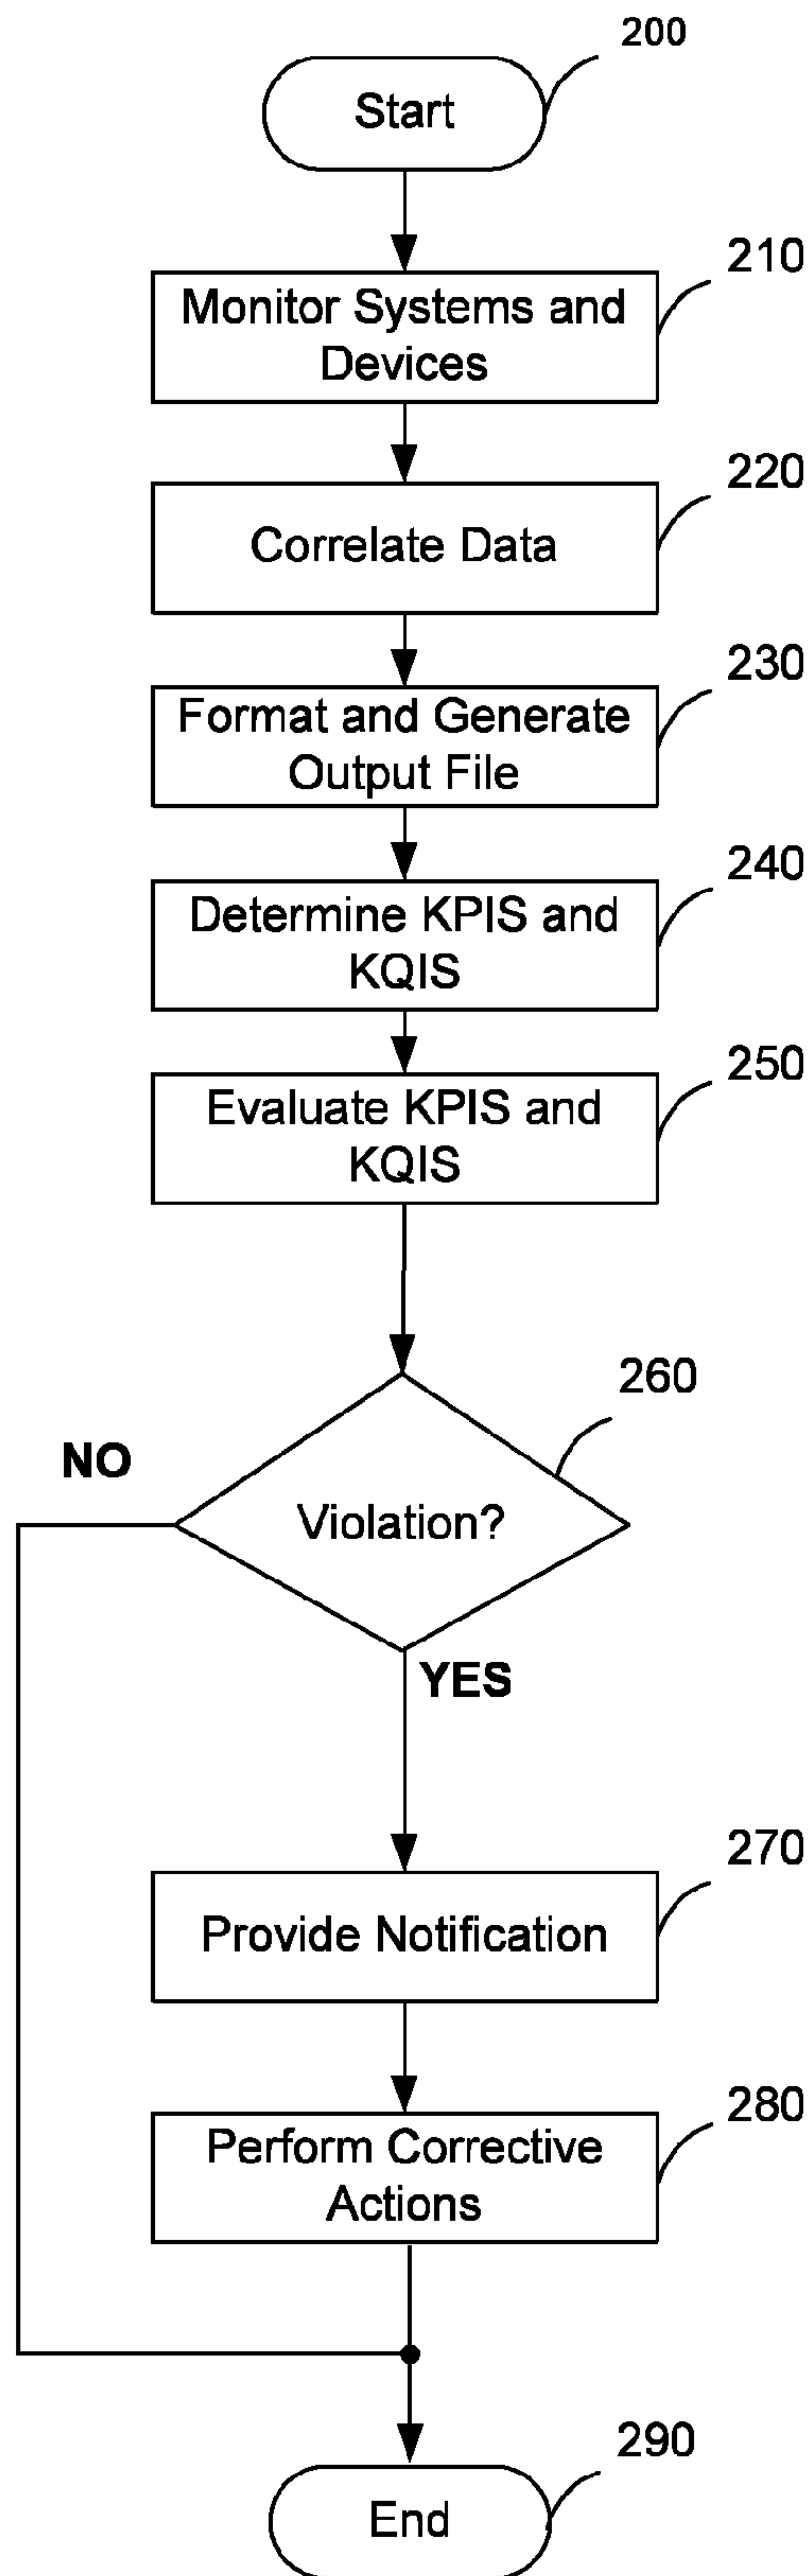 200
Start
210
Monitor Systems and
Devices
220
Correlate Data
230
Format and Generate
Output File
240
Determine KPIS and
KQIS
250
Evaluate KPIS and
KQIS
260
NO
Violation?
YES
270
Provide Notification
280
Perform Corrective
Actions
290
End